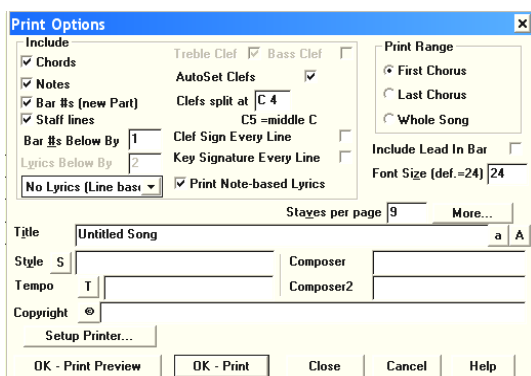 Print Options
Include
Chords
Notes
Bar #s (new Part)
Staff lines
Bar #s Below By 1
Lyrics Below By 2
No Lyrics (Line bas
Treble Clef Bass Clef
AutoSet Clefs
Clefs split at C 4
C5 =middle C
Clef Sign Every Line
Key Signature Every Line
Print Note-based Lyrics
Print Range
First Chorus
Last Chorus
Whole Song
Include Lead In Bar
Font Size (def.=24) 24
Staves per page 9 More...
Title Untitled Song a A
Style S Composer
Tempo T Composer2
Copyright ©
Setup Printer...
OK - Print Preview OK - Print Close Cancel Help